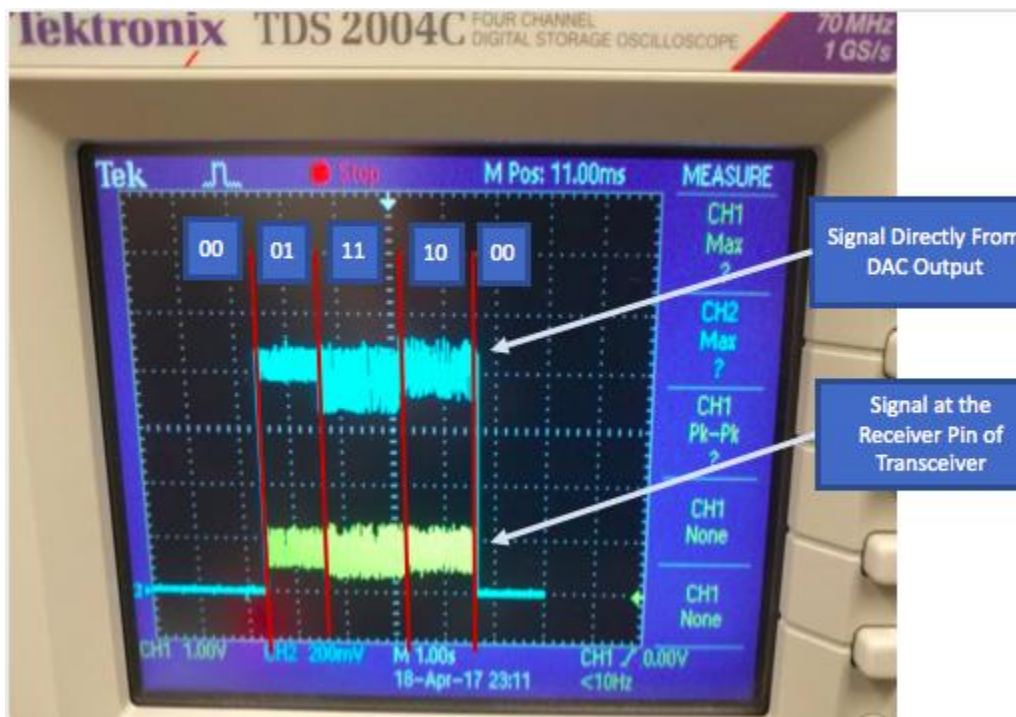 Tektronix TDS 2004C FOUR CHANNEL
DIGITAL STORAGE OSCILLOSCOPE
70 MHz
1 GS/s
Tek Stop M Pos: 11.00ms MEASURE
CH1
Max
?
00 01 11 10 00
Signal Directly From
DAC Output
CH2
Max
?
CH1
Pk-Pk
?
Signal at the
Receiver Pin of
Transceiver
CH1
None
2
CH1
None
CH1 1.00V CH2 200mV M 1.00s CH1 / 0.00V
18-Apr-17 23:11 <10Hz